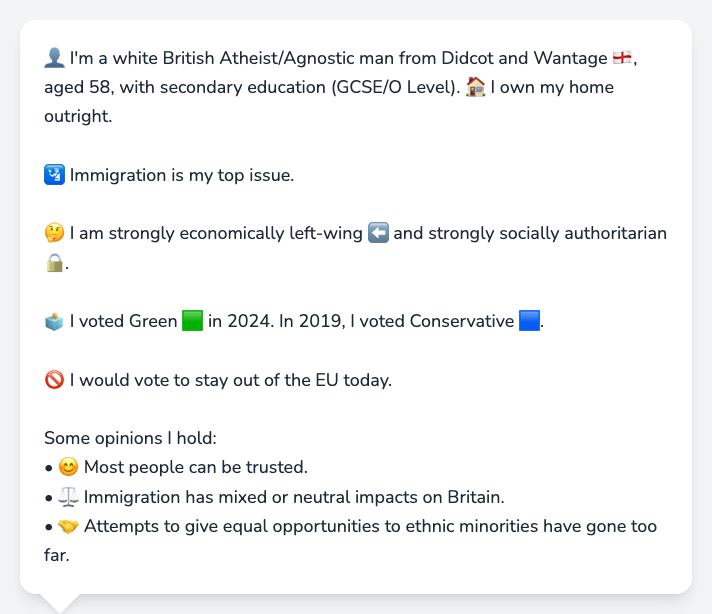 👤 I'm a white British Atheist/Agnostic man from Didcot and Wantage 🏴󠁧󠁢󠁥󠁮󠁧󠁿,
aged 58, with secondary education (GCSE/O Level). 🏠 I own my home
outright.
🛂 Immigration is my top issue.
🤔 I am strongly economically left-wing ⬅️ and strongly socially authoritarian
🔒.
🗳️ I voted Green 🟩 in 2024. In 2019, I voted Conservative 🟦.
🚫 I would vote to stay out of the EU today.
Some opinions I hold:
• 😊 Most people can be trusted.
• ⚖️ Immigration has mixed or neutral impacts on Britain.
• 🤝 Attempts to give equal opportunities to ethnic minorities have gone too
far.